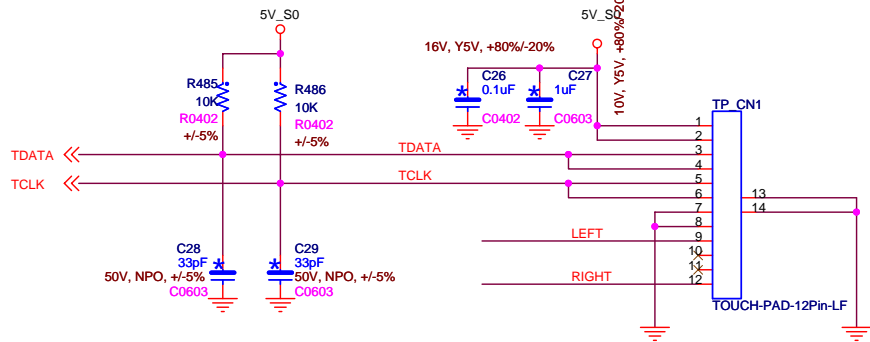 5V_S0
5V_S0
16V, Y5V, +80%/-20%
10V, Y5V, +80%/-20
R485
10K
R0402
+/-5%
R486
10K
R0402
+/-5%
C26
0.1uF
C0402
C27
1uF
C0603
TP_CN1
TDATA
TDATA
TCLK
TCLK
1
2
3
4
5
6
7
8
9
10
11
12
13
14
LEFT
RIGHT
C28
33pF
50V, NPO, +/-5%
C0603
C29
33pF
50V, NPO, +/-5%
C0603
TOUCH-PAD-12Pin-LF